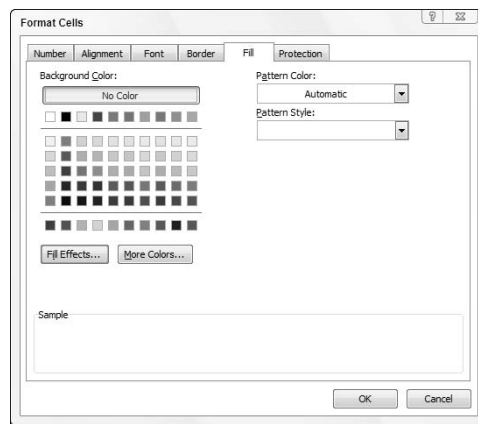 Format Cells
Number Alignment Font Border Fill Protection
Background Color:
No Color
Pattern Color:
Automatic
Pattern Style:
Fill Effects...
More Colors...
Sample
OK Cancel